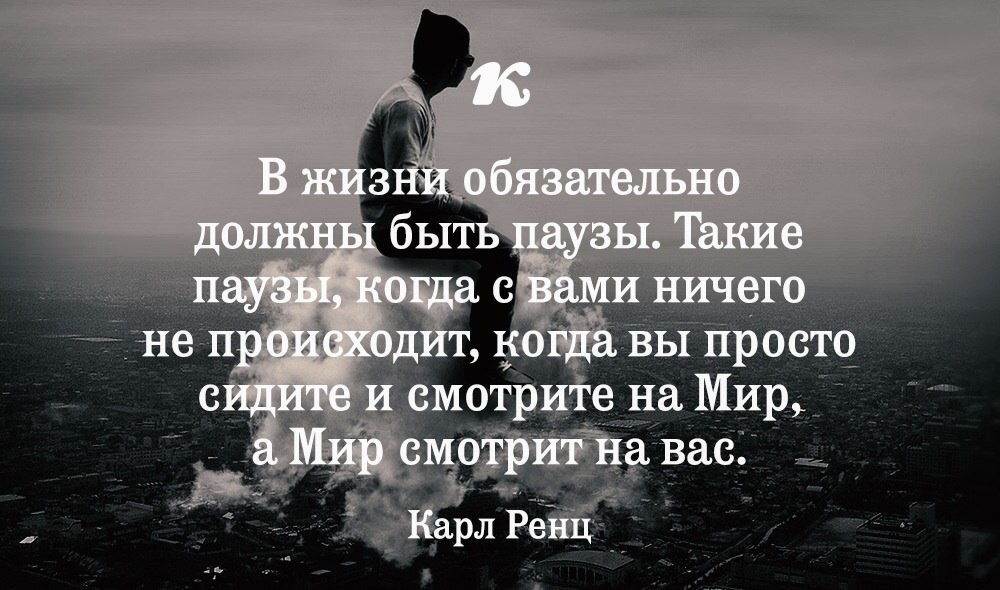 к
В жизни обязательно
должны быть паузы. Такие
паузы, когда с вами ничего
не происходит, когда вы просто
сидите и смотрите на Мир,
а Мир смотрит на вас.
Карл Ренц